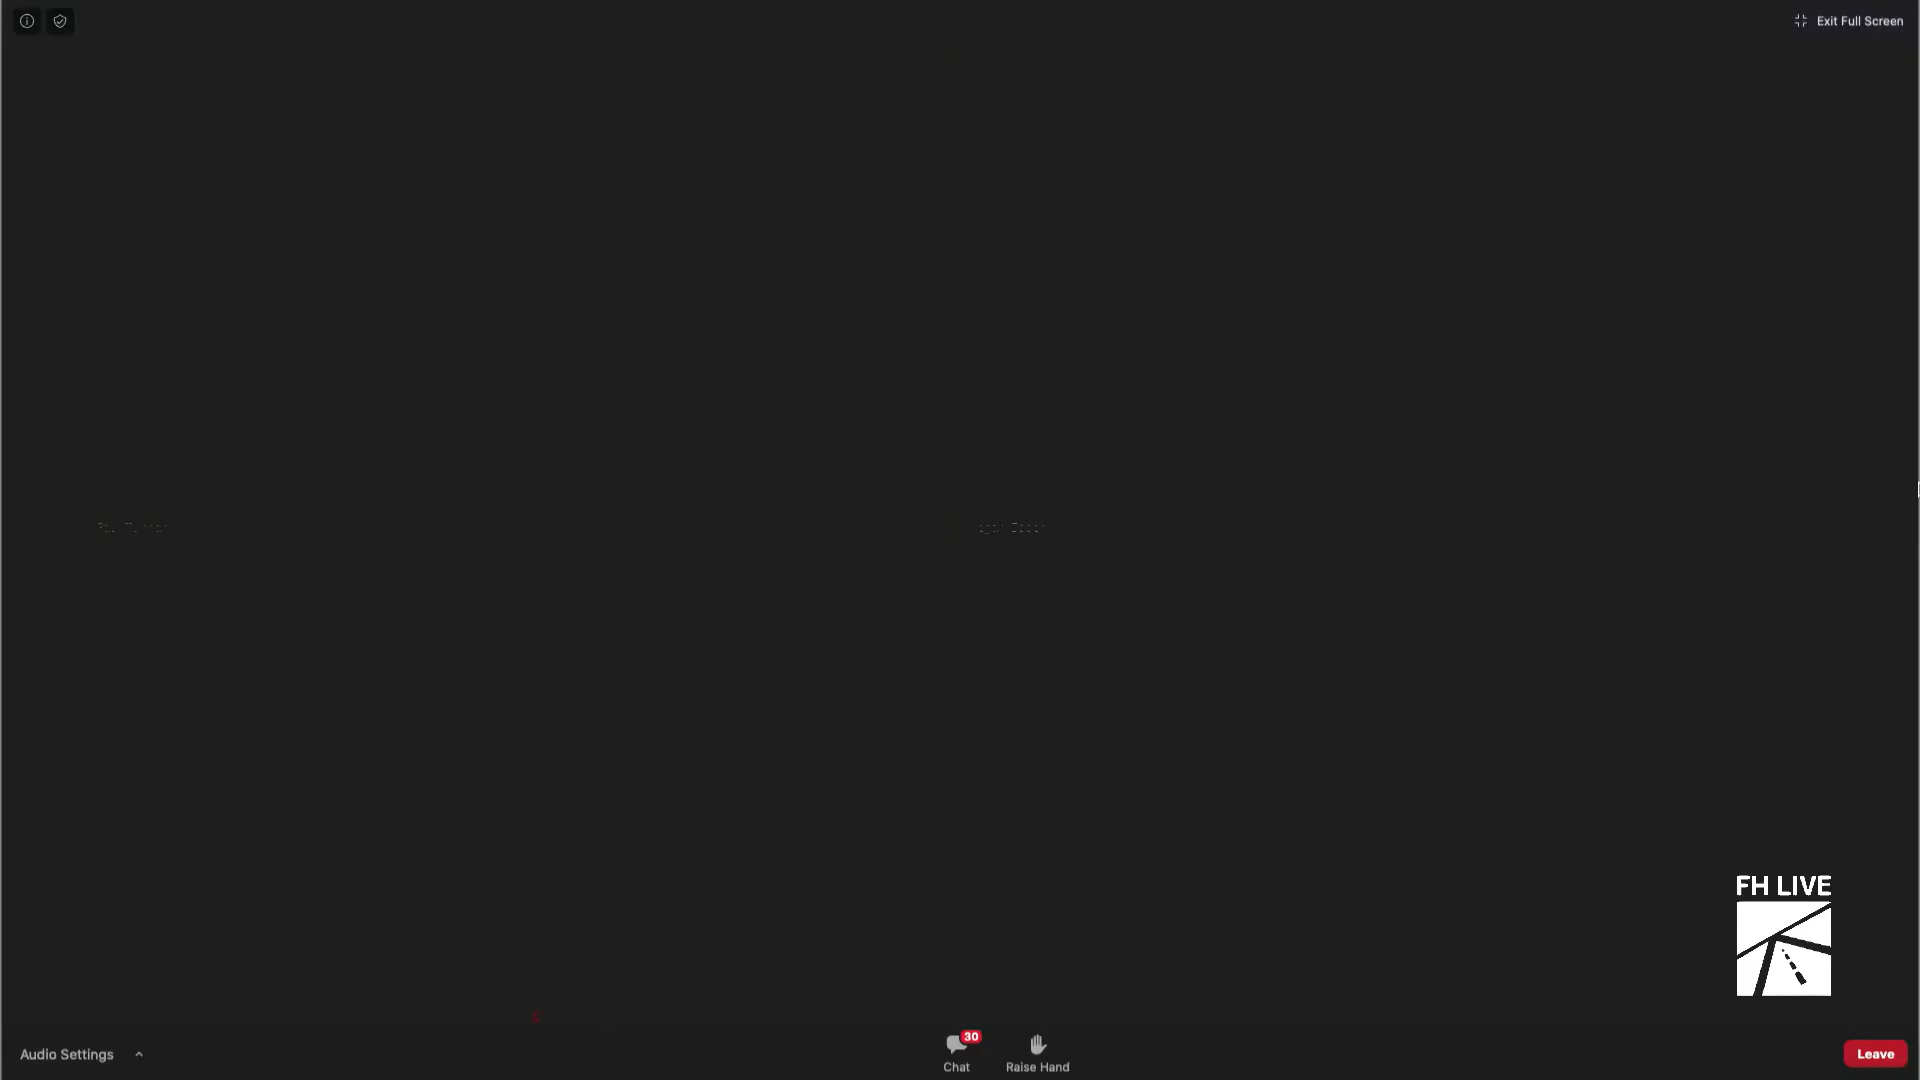 Exit Full Screen
FH LIVE
Audio Settings
30
Chat
Raise Hand
Leave